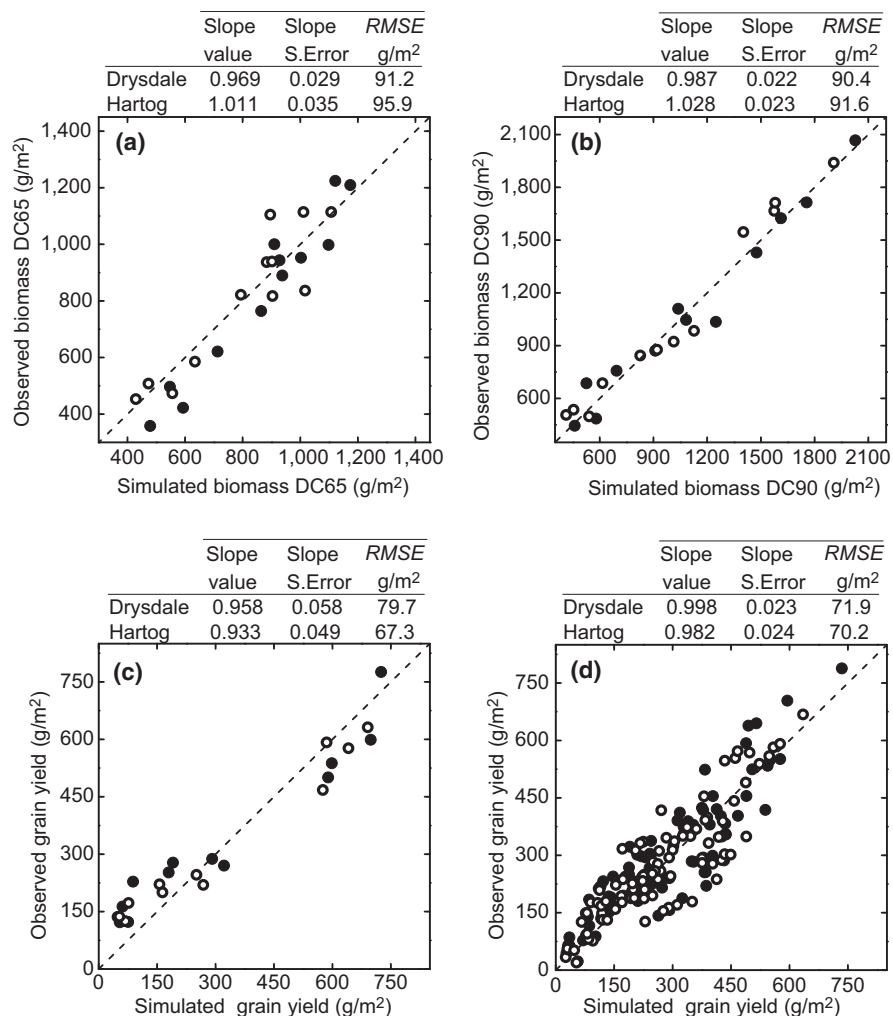 Slope Slope RMSE
value S.Error g/m²
Drysdale 0.969 0.029 91.2
Hartog 1.011 0.035 95.9
(a)
1,400
1,200
1,000
800
600
400
Observed biomass DC65 (g/m²)
400 600 800 1,000 1,200 1,400
Simulated biomass DC65 (g/m²)
Slope Slope RMSE
value S.Error g/m²
Drysdale 0.987 0.022 90.4
Hartog 1.028 0.023 91.6
(b)
2,100
1,800
1,500
1,200
900
600
Observed biomass DC90 (g/m²)
600 900 1200 1500 1800 2100
Simulated biomass DC90 (g/m²)
Slope Slope RMSE
value S.Error g/m²
Drysdale 0.958 0.058 79.7
Hartog 0.933 0.049 67.3
(c)
750
600
450
300
150
0
Observed grain yield (g/m²)
0 150 300 450 600 750
Simulated grain yield (g/m²)
Slope Slope RMSE
value S.Error g/m²
Drysdale 0.998 0.023 71.9
Hartog 0.982 0.024 70.2
(d)
750
600
450
300
150
0
Observed grain yield (g/m²)
0 150 300 450 600 750
Simulated grain yield (g/m²)